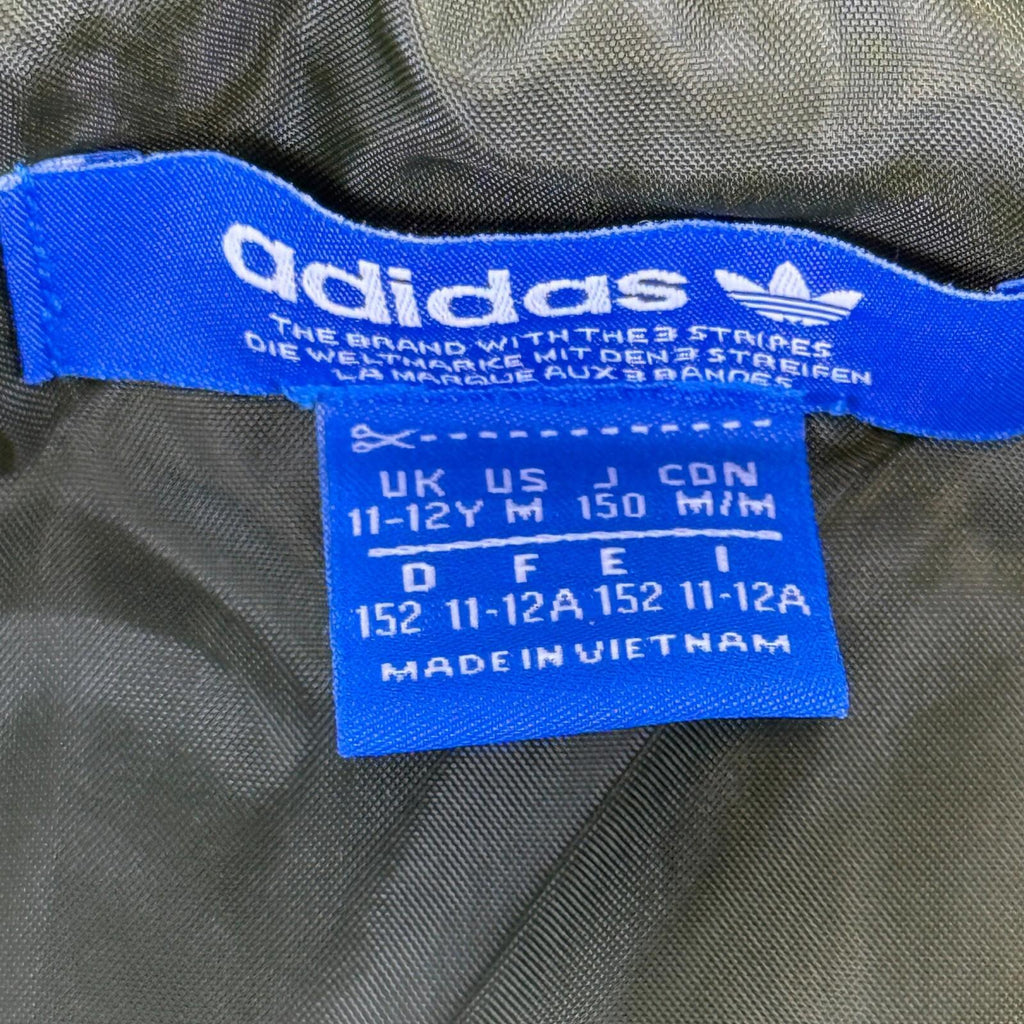 adidas
THE BRAND WITH THE 3 STRIPES
DIE WELTMARKE MIT DEN 3 STREIFEN
LA MARQUE AUX 3 BANDES
UK US J CDN
11-12Y M 150 M/M
D F E I
152 11-12A 152 11-12A
MADE IN VIETNAM